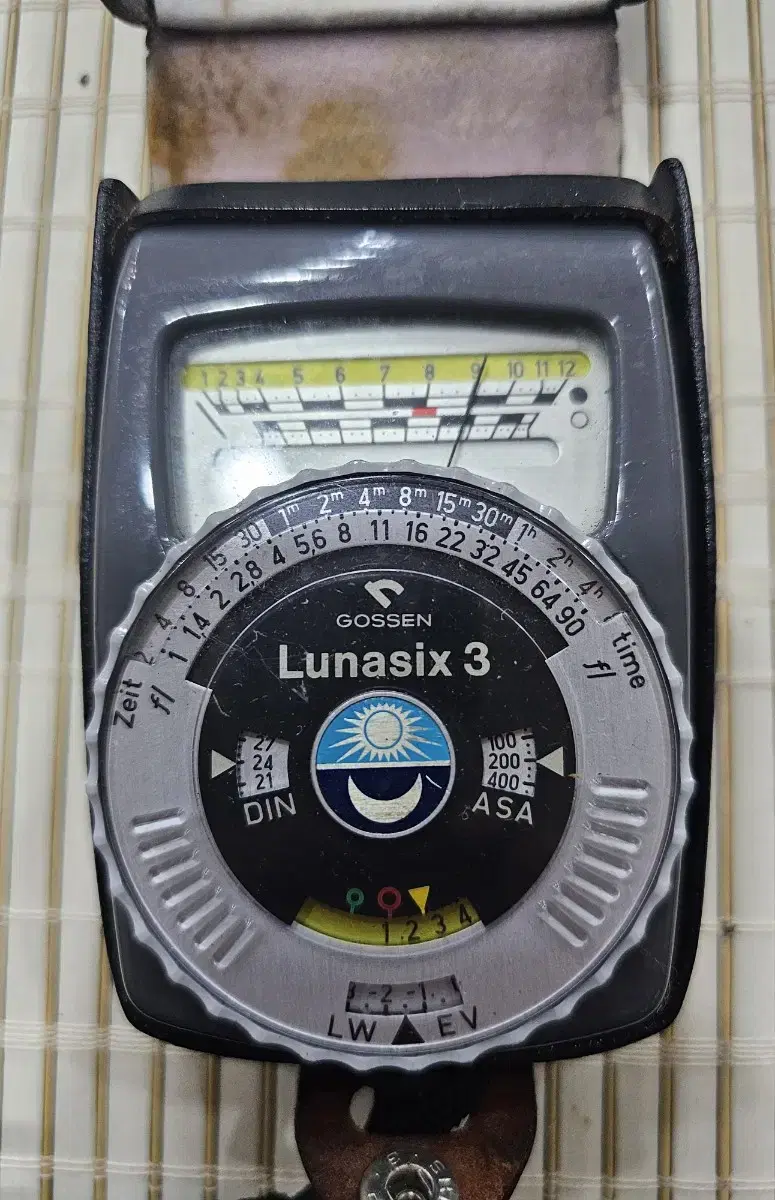 1 2 3 4 5 6 7 8 9 10 11 12
2 4 8 15 30 1m 2m 4m 8m 15m 30m 1h 2h 4h
1 1,4 2 2,8 4 5,6 8 11 16 22 32 45 64 90
Zeit
time
f/
f/
GOSSEN
Lunasix 3
27
24
21
DIN
100
200
400
ASA
1 2 3 4
3 -2 -1
LW
EV